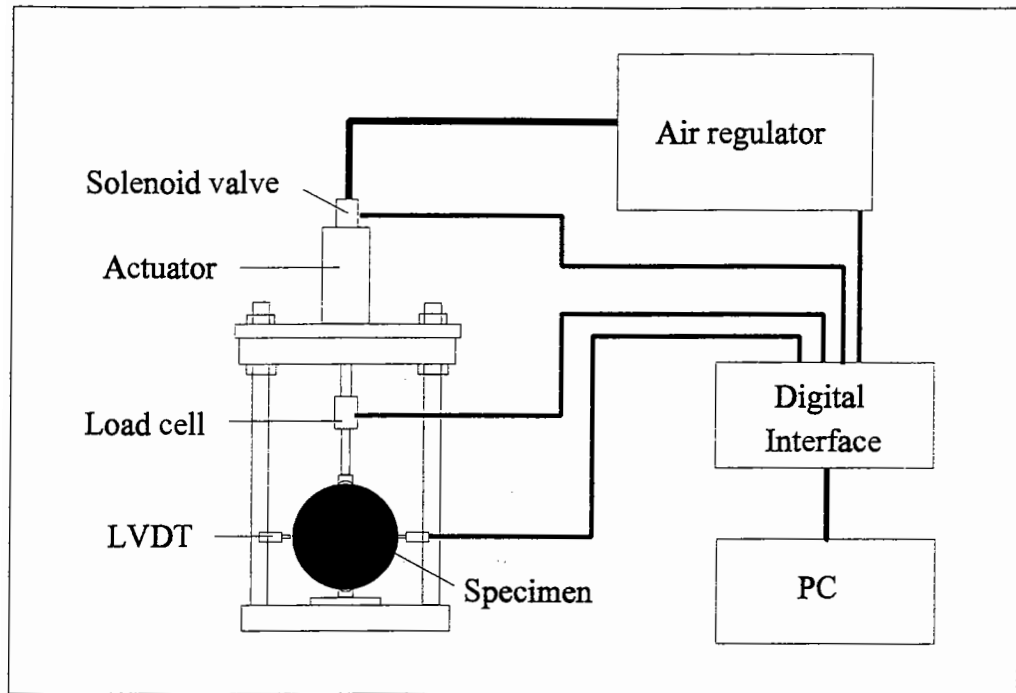 Air regulator
Solenoid valve
Actuator
Load cell
Digital
Interface
LVDT
Specimen
PC